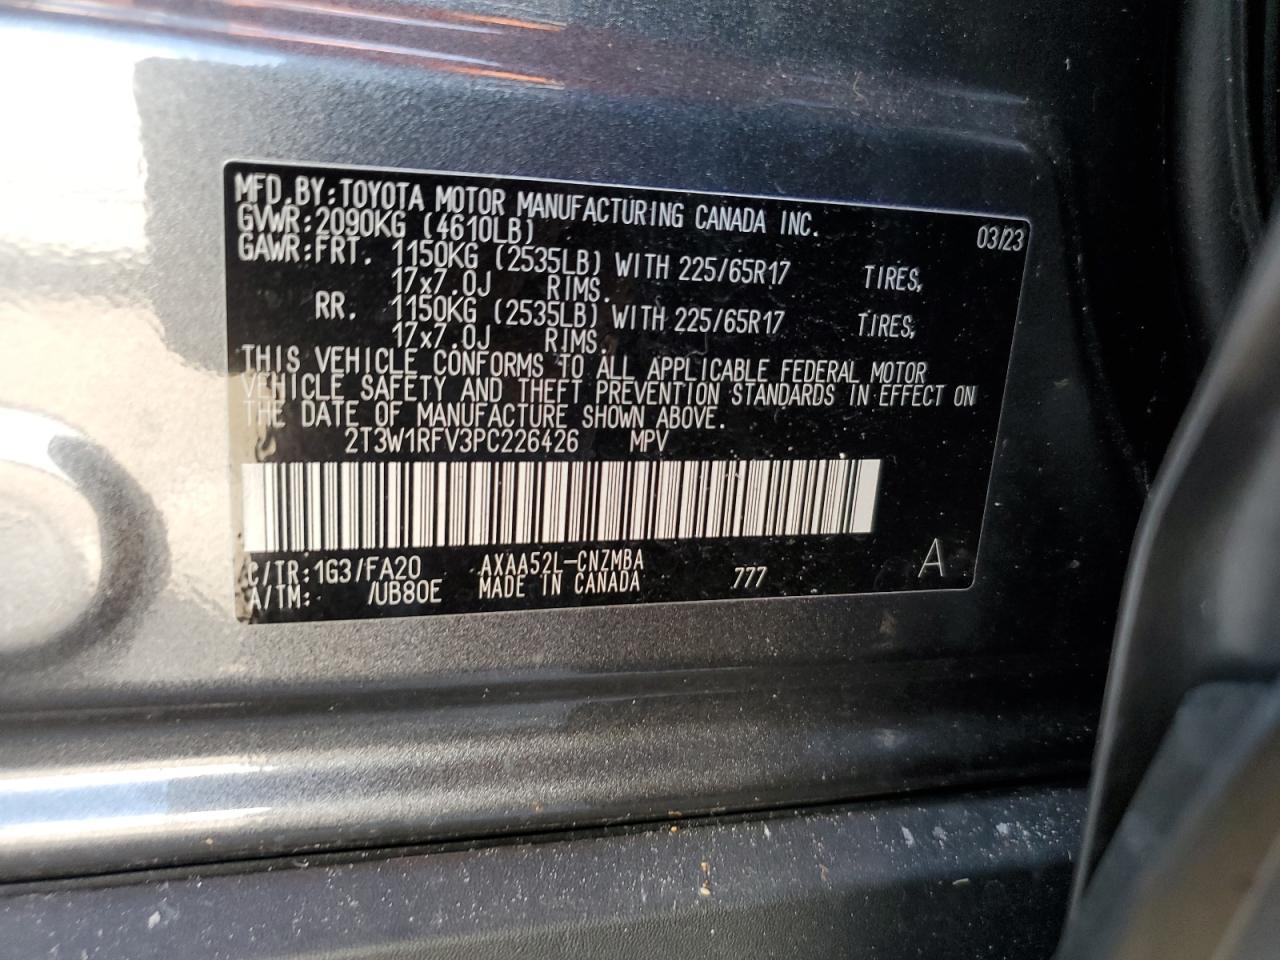 MFD.BY:TOYOTA MOTOR MANUFACTURING CANADA INC.
GVWR:2090KG (4610LB) 03/23
GAWR:FRT. 1150KG (2535LB) WITH 225/65R17 TIRES,
17x7.0J RIMS.
RR. 1150KG (2535LB) WITH 225/65R17 TIRES,
17x7.0J RIMS.
THIS VEHICLE CONFORMS TO ALL APPLICABLE FEDERAL MOTOR
VEHICLE SAFETY AND THEFT PREVENTION STANDARDS IN EFFECT ON
THE DATE OF MANUFACTURE SHOWN ABOVE.
2T3W1RFV3PC226426 MPV
C/TR:1G3/FA20 AXAA52L-CNZMBA 777 A
A/TM: /UB80E MADE IN CANADA